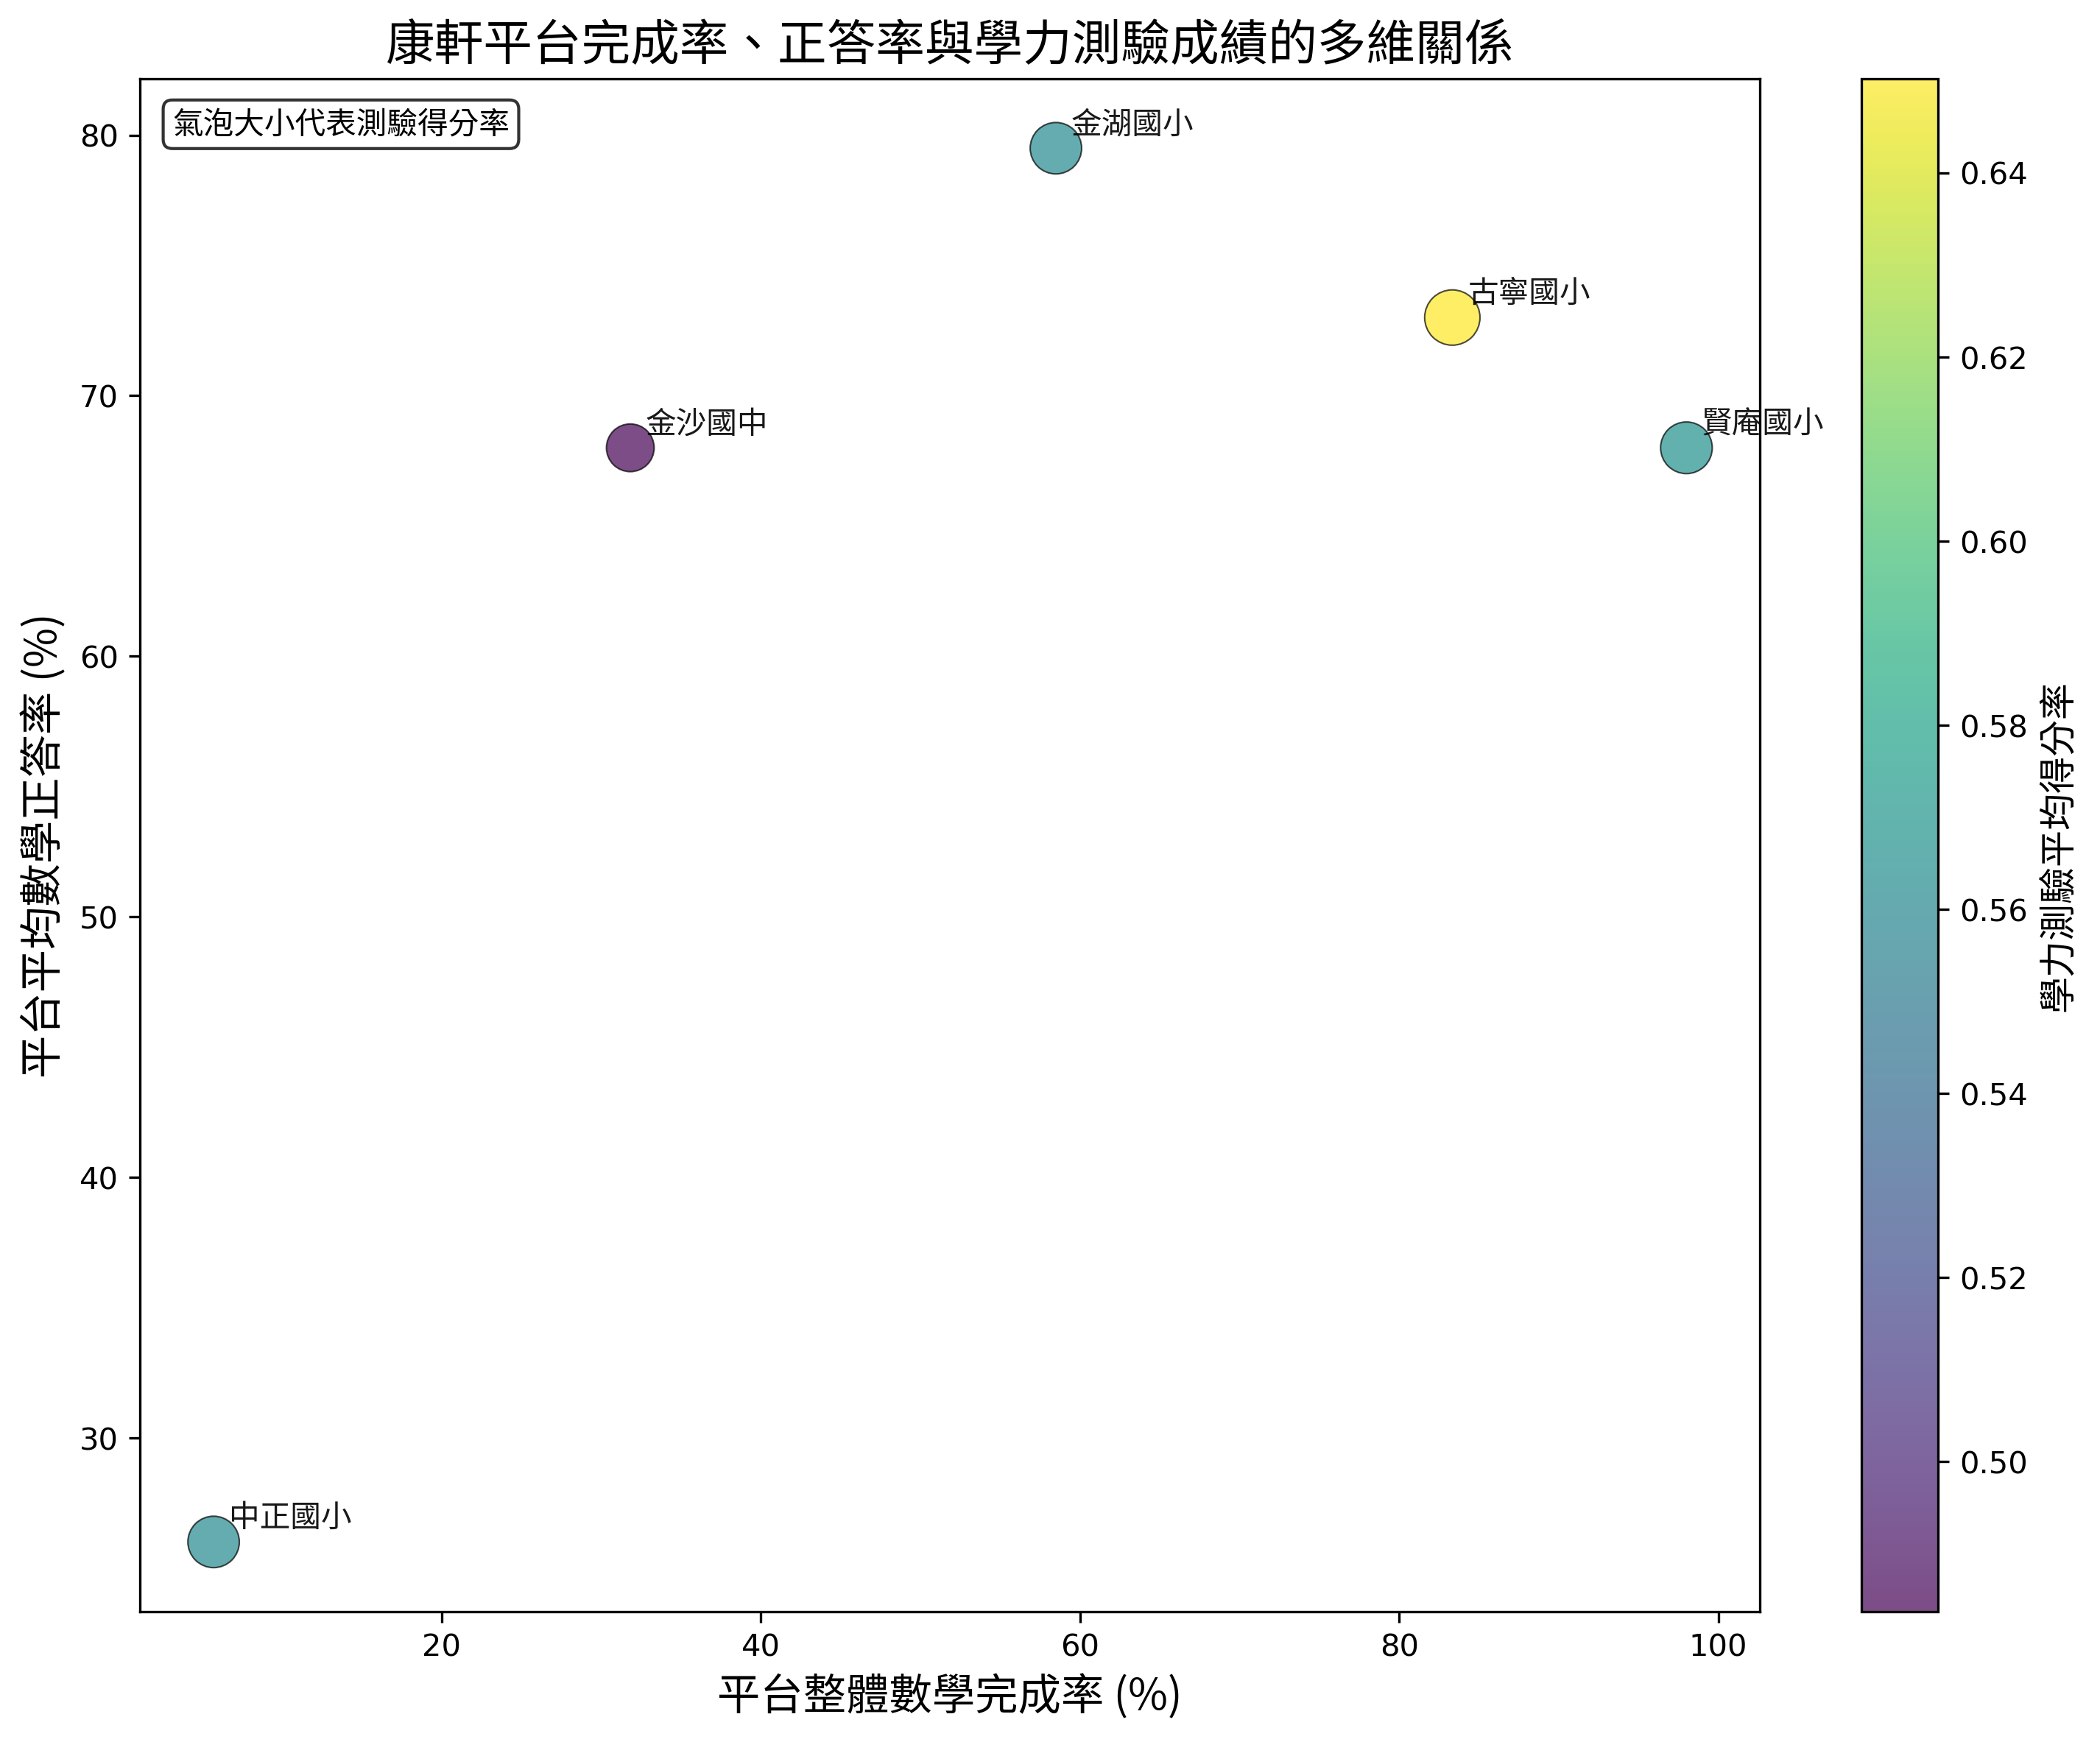 康軒平台完成率、正答率與學力測驗成績的多維關係
氣泡大小代表測驗得分率
金湖國小
古寧國小
金沙國中
賢庵國小
中正國小
80
70
60
50
40
30
平台平均數學正答率 (%)
20
40
60
80
100
平台整體數學完成率 (%)
0.64
0.62
0.60
0.58
0.56
0.54
0.52
0.50
學力測驗平均得分率